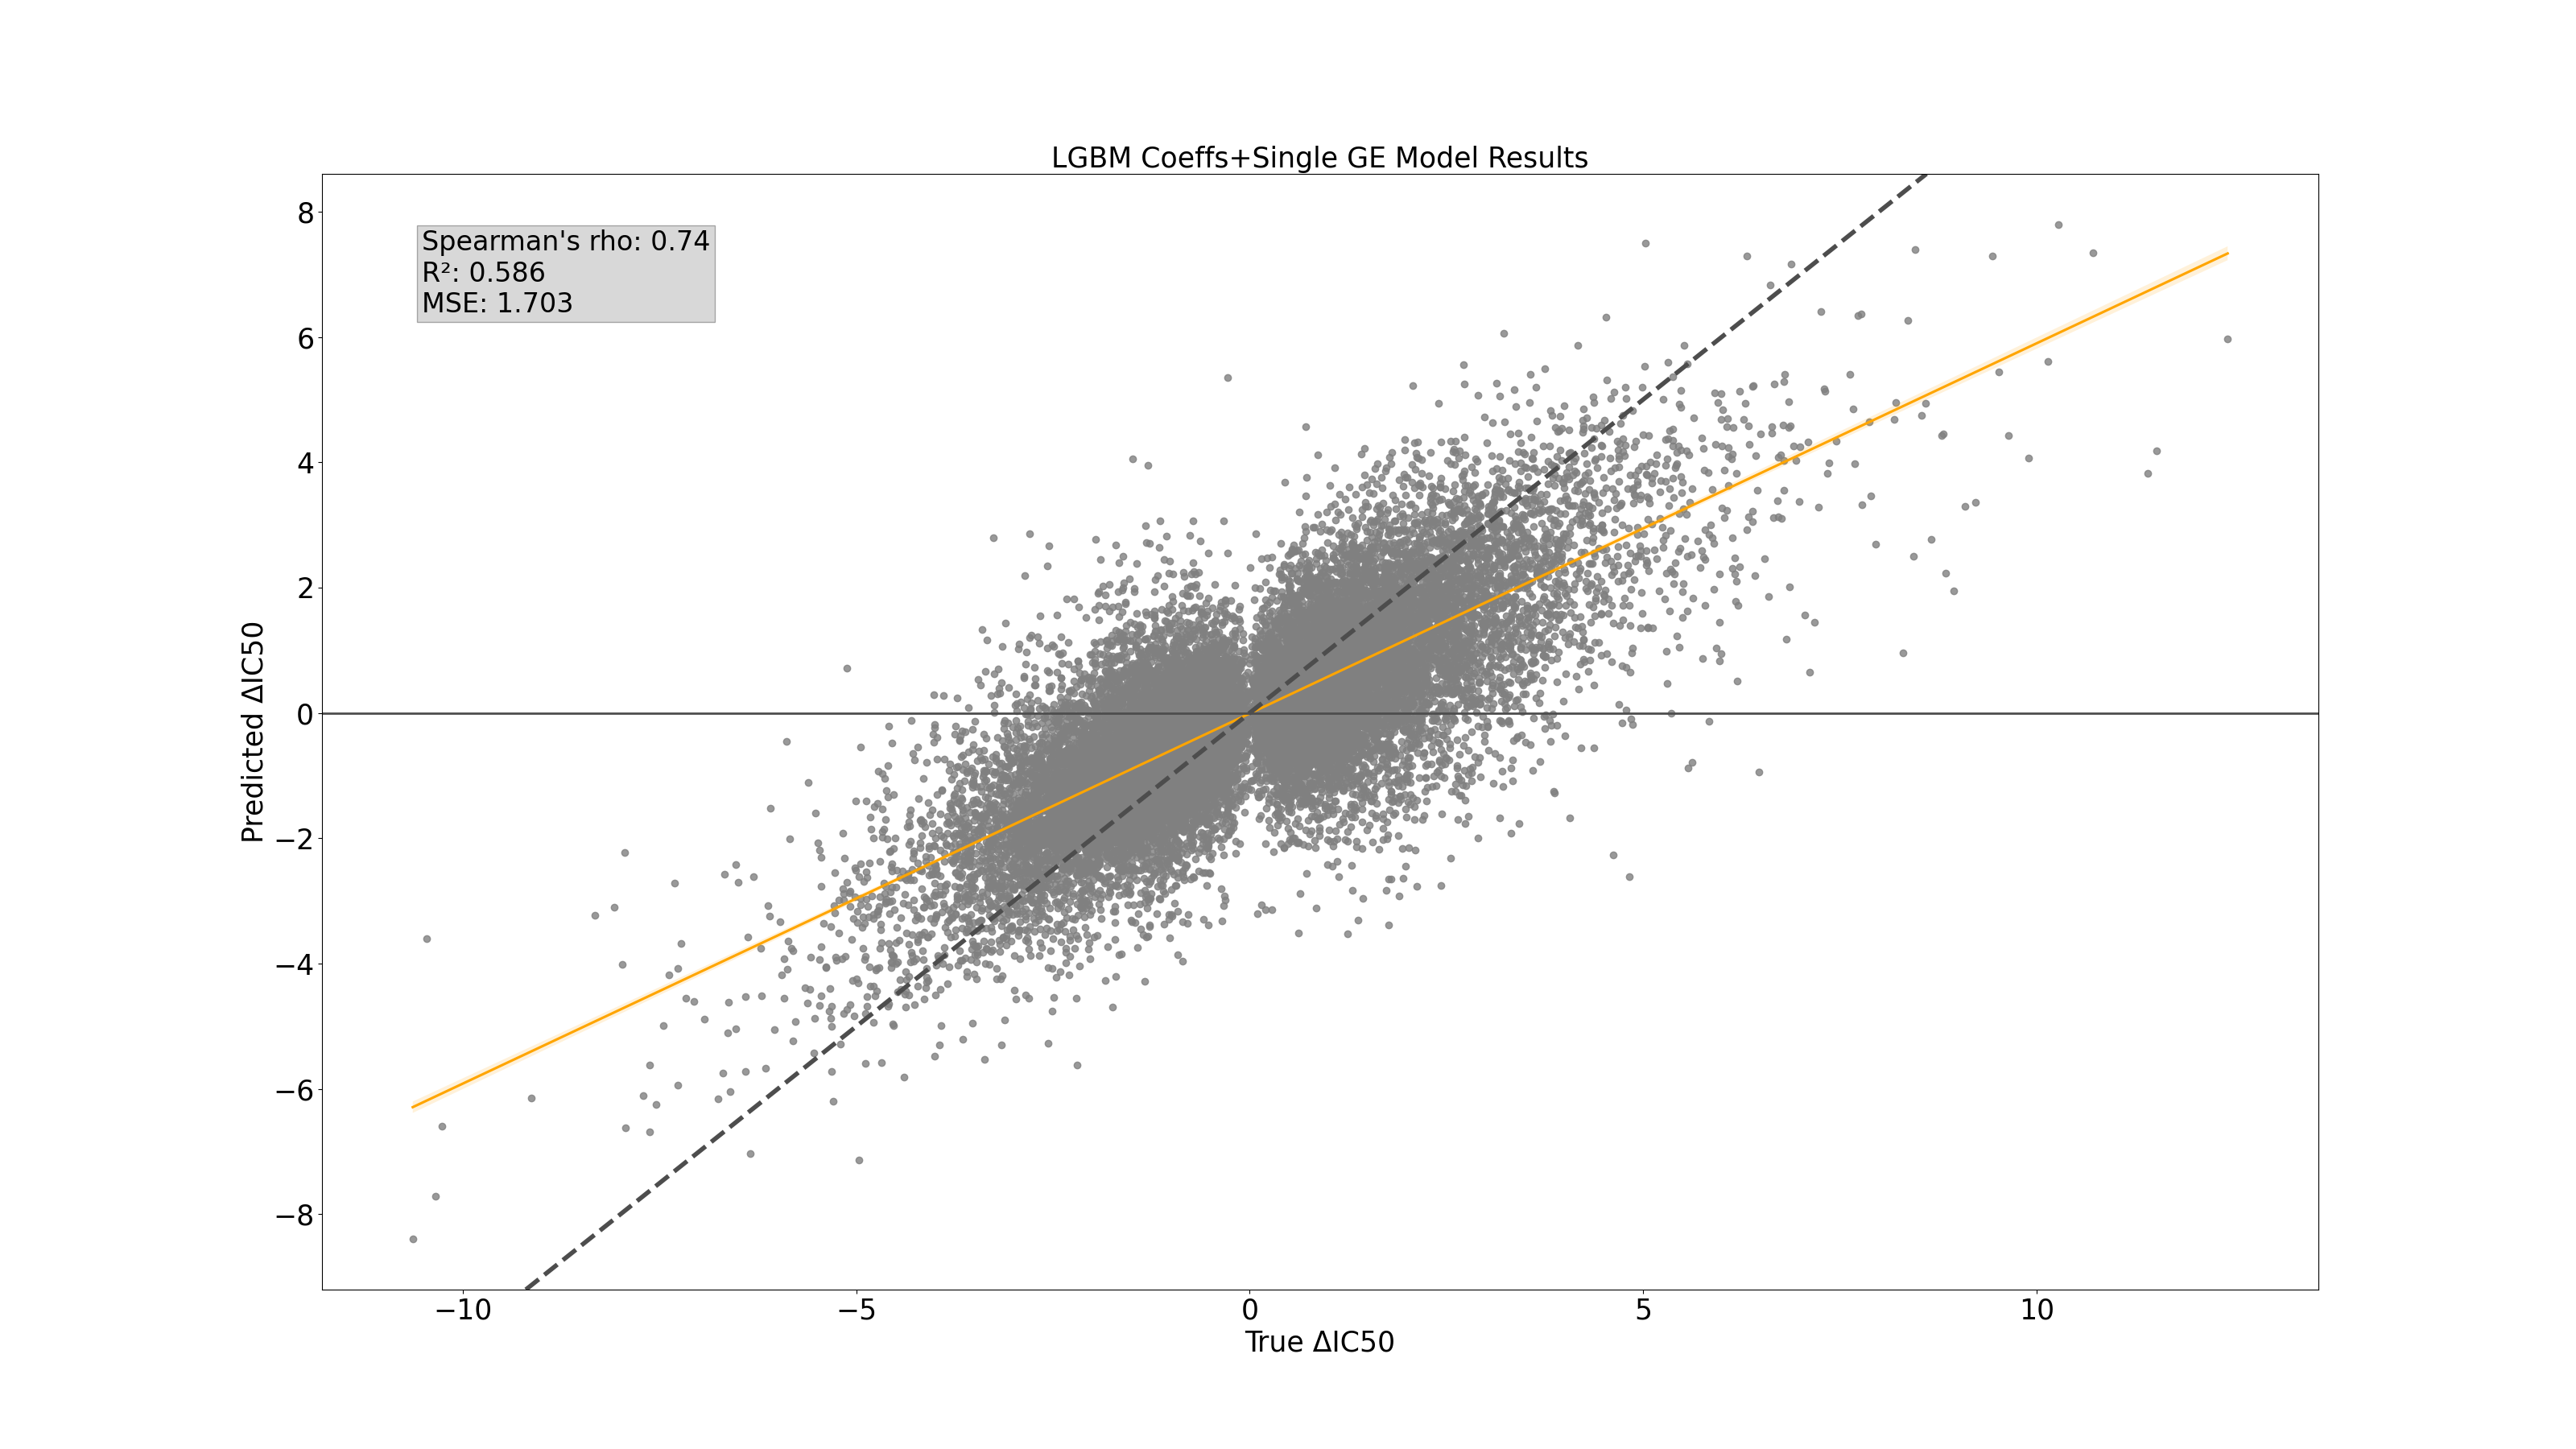 LGBM Coeffs+Single GE Model Results
Spearman's rho: 0.74
R²: 0.586
MSE: 1.703
8
6
4
2
0
−2
−4
−6
−8
Predicted ΔIC50
−10
−5
0
5
10
True ΔIC50